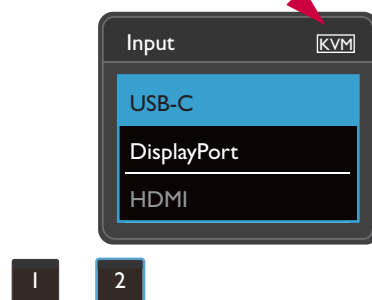 Input KVM
USB-C
DisplayPort
HDMI
1 2